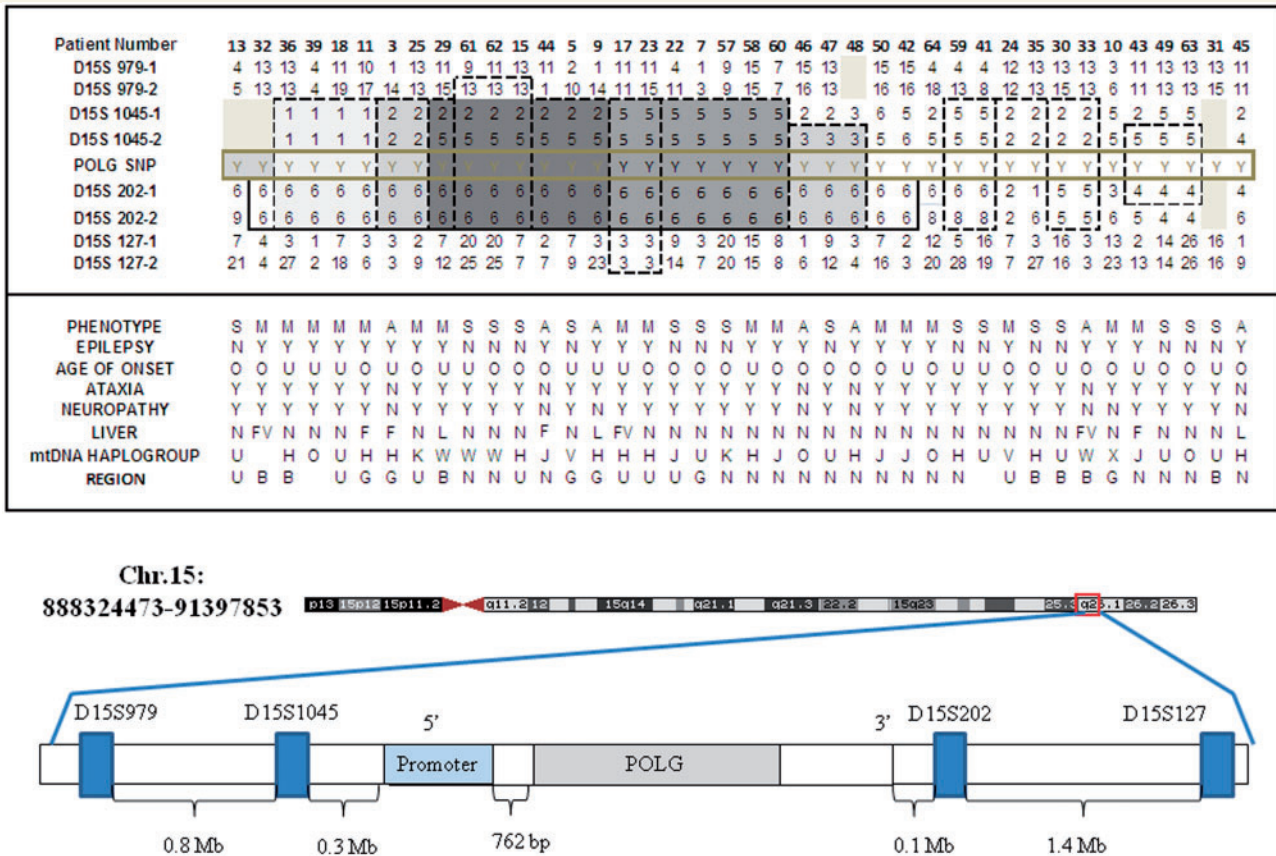 Patient Number 13 32 36 39 18 11 3 25 29 61 62 15 44 5 9 17 23 22 7 57 58 60 46 47 48 50 42 64 59 41 24 35 30 33 10 43 49 63 31 45
D15S 979-1 4 13 13 4 11 10 1 13 11 9 11 13 11 2 1 11 11 4 1 9 15 7 15 13 15 15 4 4 4 12 13 13 13 3 11 13 13 13 11
D15S 979-2 5 13 13 13 19 17 14 13 15 13 13 13 1 10 14 11 15 11 3 9 15 7 16 13 16 16 18 13 8 13 13 15 13 6 11 13 13 15 11
D15S 1045-1 1 1 1 1 2 2 2 2 2 2 2 2 2 5 5 5 5 5 5 5 2 2 3 6 5 2 5 5 2 2 2 2 5 2 5 5 2
D15S 1045-2 1 1 1 1 2 2 5 5 5 5 5 5 5 5 5 5 5 5 5 5 3 3 3 5 6 5 5 5 2 2 2 2 5 5 5 5 4
POLG SNP Y Y Y Y Y Y Y Y Y Y Y Y Y Y Y Y Y Y Y Y Y Y Y Y Y Y Y Y Y Y Y Y Y Y Y Y Y Y Y Y
D15S 202-1 6 6 6 6 6 6 6 6 6 6 6 6 6 6 6 6 6 6 6 6 6 6 6 6 6 6 6 6 6 6 2 1 5 5 3 4 4 4 4
D15S 202-2 9 6 6 6 6 6 6 6 6 6 6 6 6 6 6 6 6 6 6 6 6 6 6 6 6 6 6 8 8 8 2 6 5 5 6 5 4 4 6
D15S 127-1 7 4 3 1 7 3 3 2 7 20 20 7 2 7 3 3 3 9 3 20 15 8 1 9 3 7 2 12 5 16 7 3 16 3 13 2 14 26 16 1
D15S 127-2 21 4 27 2 18 6 3 9 12 25 25 7 7 9 23 3 3 14 7 20 15 8 6 12 4 16 3 20 28 19 7 27 16 3 23 13 14 26 16 9
PHENOTYPE S M M M M M A M M S S S A S A M M S S S M M A S A M M M S S M S S A M M S S S A
EPILEPSY N Y Y Y Y Y Y Y Y N N N Y N Y Y Y N N N Y Y Y N Y Y Y Y N N Y N N Y Y Y N N N Y
AGE OF ONSET O O U U U O U U O O O O U U U O O O O O U O O O O O U O U U O O U O O O U O U O
ATAXIA Y Y Y Y Y Y N Y Y Y Y Y N Y Y Y Y Y Y Y Y Y N Y N Y Y Y Y Y Y Y Y N Y Y Y Y Y N
NEUROPATHY Y Y Y Y Y Y N Y Y Y Y Y N Y N Y Y Y Y Y Y Y N Y N Y Y Y Y Y Y Y Y N N Y Y Y Y N
LIVER N FV N N N F F N L N N N F N L FV N N N N N N N N N N N N N N N N N FV N F N N N L
mtDNA HAPLOGROUP U H O U H H K W W W H J V H H H J U K H J O U H J J O H U V H U W X J U O U H
REGION U B B U G G U B N N U N G G U U U G N N N N N N N N N N U B B B G N N N B N
Chr.15:
888324473-91397853
p13 15p12 15p11.2 q11.2 12 15q14 q21.1 q21.3 22.2 15q23 25.3 q26.1 26.2 26.3
D15S979 D15S1045 5' 3' D15S202 D15S127
Promoter POLG
0.8 Mb 0.3 Mb 762 bp 0.1 Mb 1.4 Mb